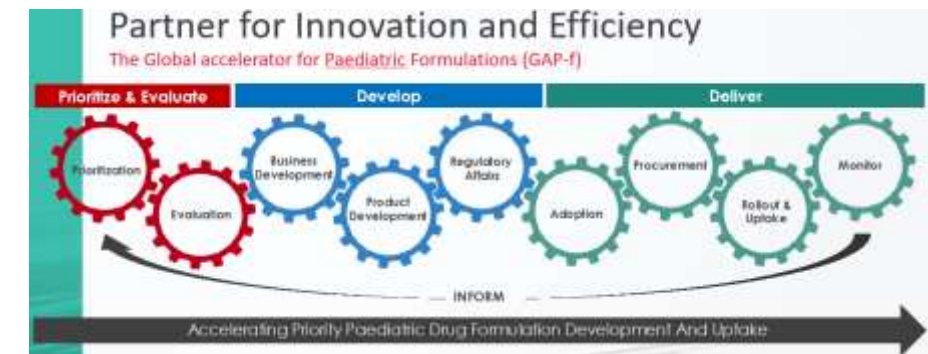 Partner for Innovation and Efficiency
The Global accelerator for Paediatric Formulations (GAP-f)
Prioritize & Evaluate
Develop
Deliver
Prioritization
Evaluation
Business
Development
Product
Development
Regulatory
Affairs
Adoption
Procurement
Rollout &
Uptake
Monitor
INFORM
Accelerating Priority Paediatric Drug Formulation Development And Uptake